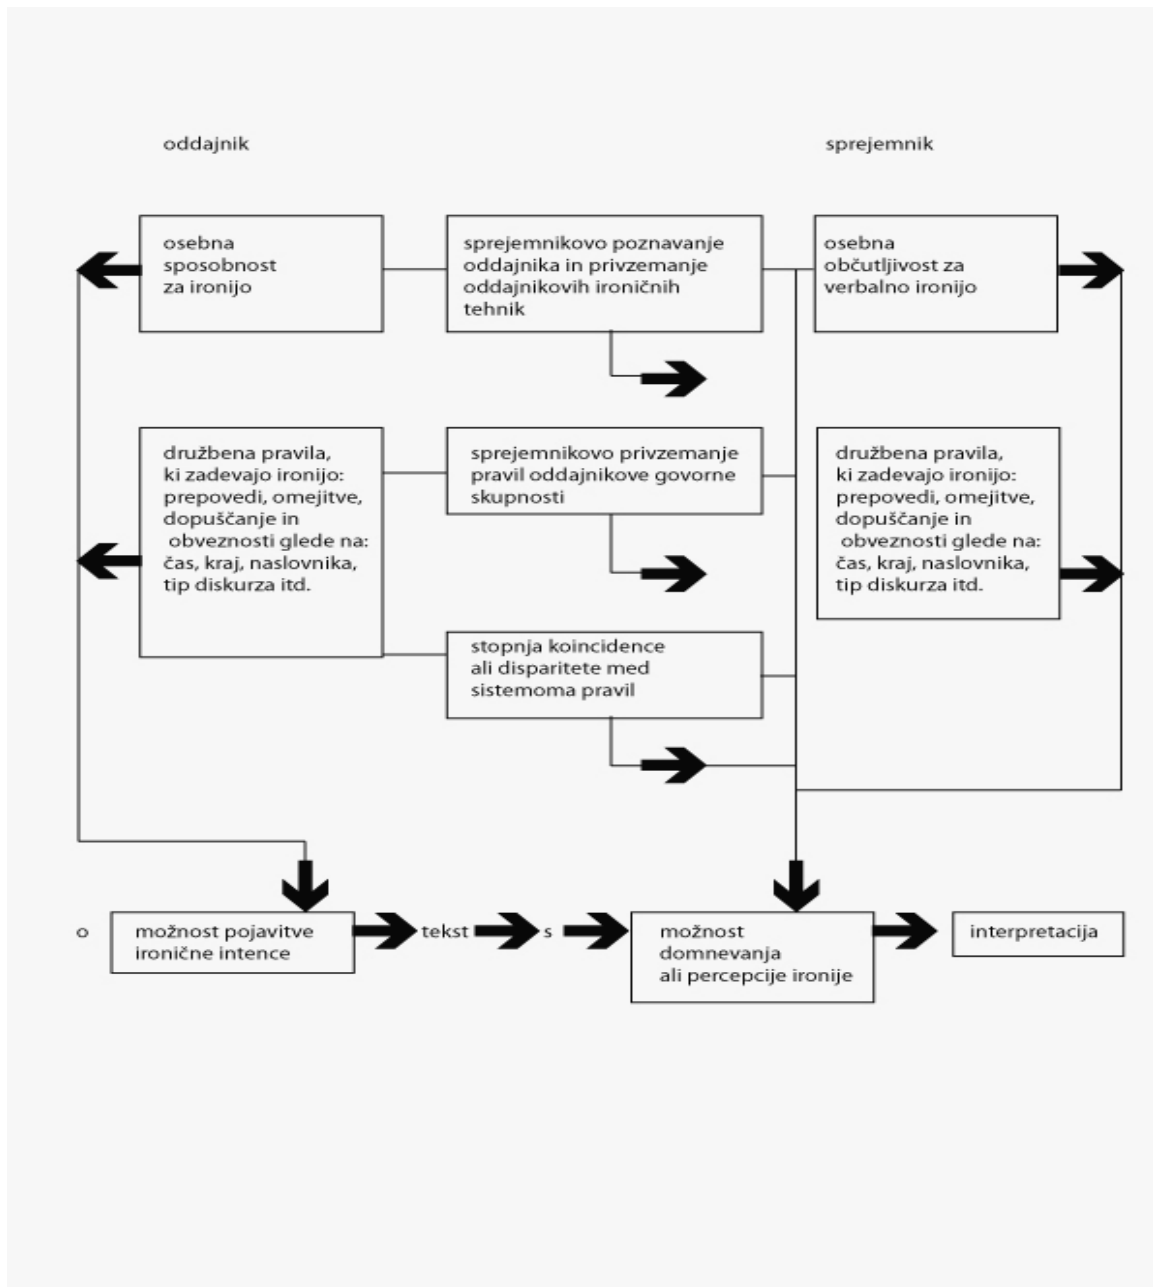 oddajnik
sprejemnik
osebna
sposobnost
za ironijo
sprejemnikovo poznavanje
oddajnika in privzemanje
oddajnikovih ironičnih
tehnik
osebna
občutljivost za
verbalno ironijo
družbena pravila,
ki zadevajo ironijo:
prepovedi, omejitve,
dopuščanje in
obveznosti glede na:
čas, kraj, naslovnika,
tip diskurza itd.
sprejemnikovo privzemanje
pravil oddajnikove govorne
skupnosti
družbena pravila,
ki zadevajo ironijo:
prepovedi, omejitve,
dopuščanje in
obveznosti glede na:
čas, kraj, naslovnika,
tip diskurza itd.
stopnja koincidence
ali disparitete med
sistemoma pravil
o
možnost pojavitve
ironične intence
tekst
s
možnost
domnevanja
ali percepcije ironije
interpretacija